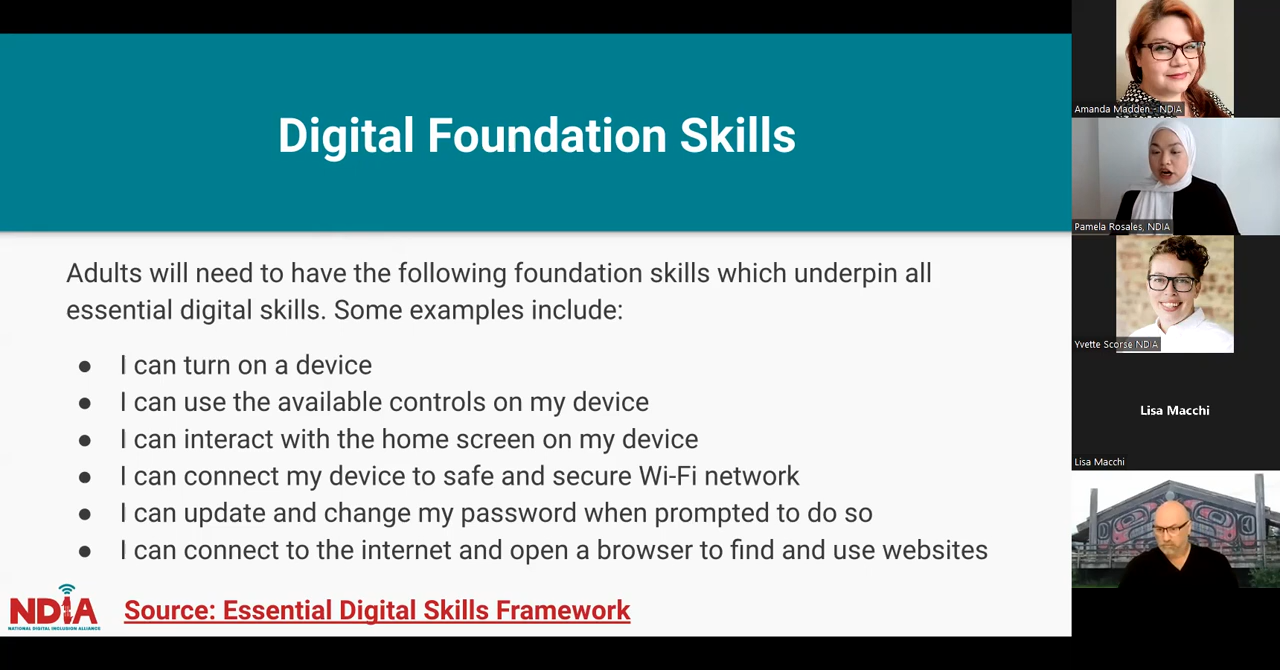 Digital Foundation Skills
Adults will need to have the following foundation skills which underpin all
essential digital skills. Some examples include:
● I can turn on a device
● I can use the available controls on my device
● I can interact with the home screen on my device
● I can connect my device to safe and secure Wi-Fi network
● I can update and change my password when prompted to do so
● I can connect to the internet and open a browser to find and use websites
NDIA
NATIONAL DIGITAL INCLUSION ALLIANCE
Source: Essential Digital Skills Framework
Amanda Madden - NDIA
Pamela Rosales, NDIA
Yvette Scorse NDIA
Lisa Macchi
Lisa Macchi